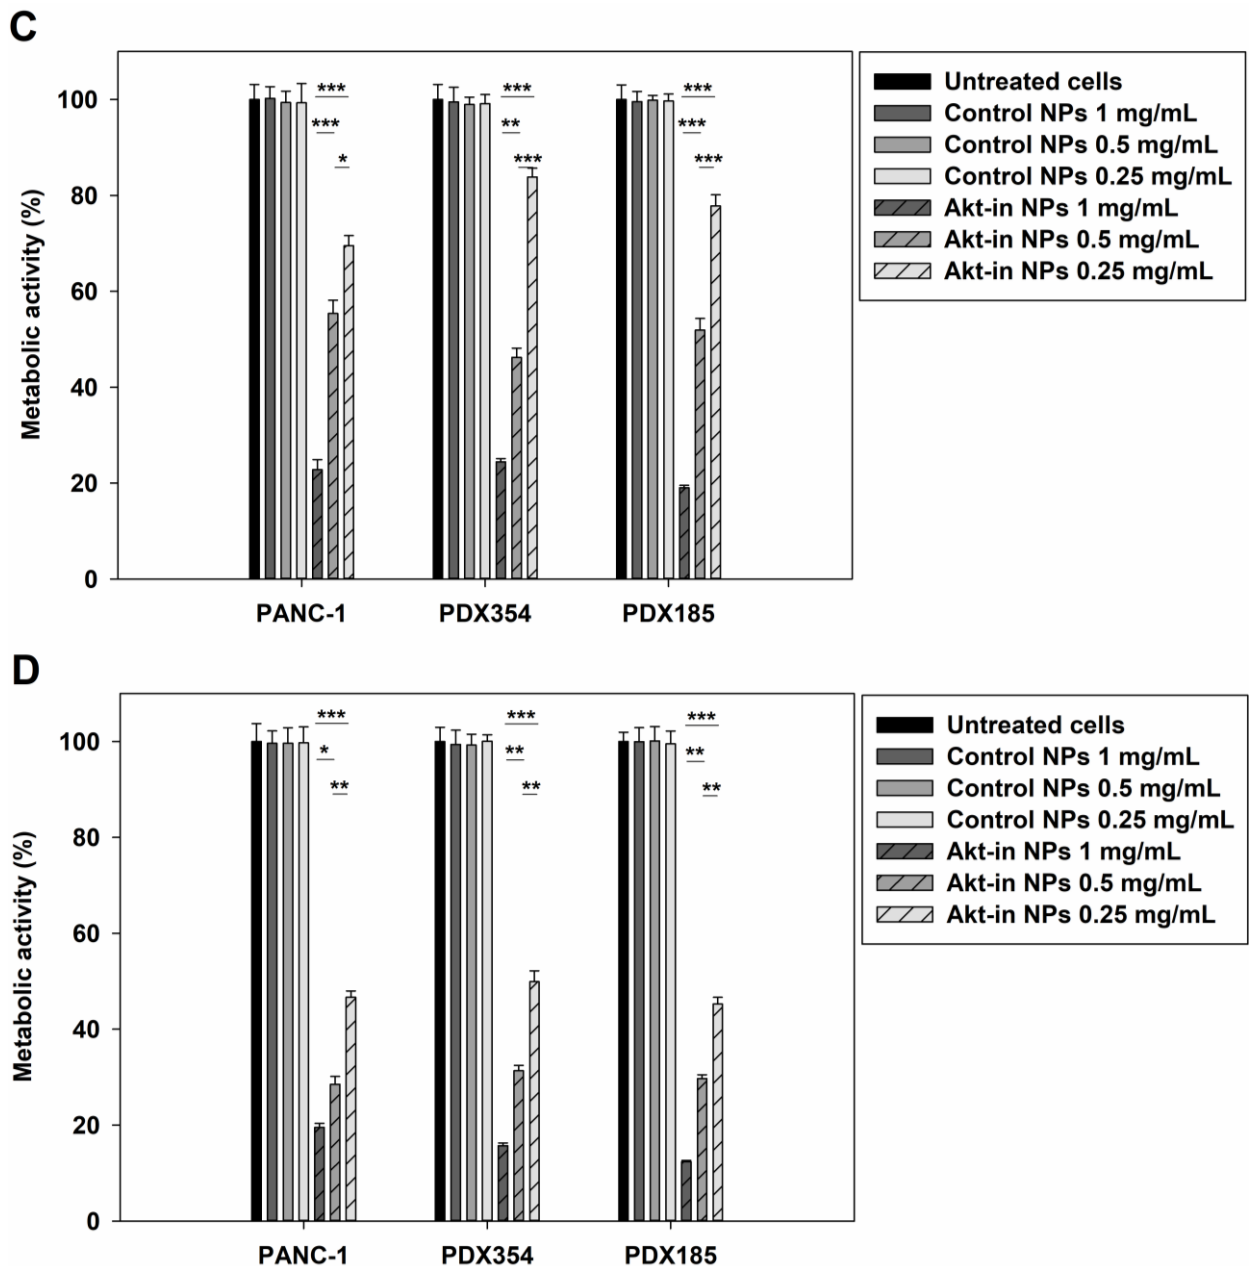 C
Metabolic activity (%)
100
80
60
40
20
0
***
***
*
***
**
***
***
***
***
PANC-1
PDX354
PDX185
Untreated cells
Control NPs 1 mg/mL
Control NPs 0.5 mg/mL
Control NPs 0.25 mg/mL
Akt-in NPs 1 mg/mL
Akt-in NPs 0.5 mg/mL
Akt-in NPs 0.25 mg/mL
D
Metabolic activity (%)
100
80
60
40
20
0
***
*
**
***
**
**
***
**
**
PANC-1
PDX354
PDX185
Untreated cells
Control NPs 1 mg/mL
Control NPs 0.5 mg/mL
Control NPs 0.25 mg/mL
Akt-in NPs 1 mg/mL
Akt-in NPs 0.5 mg/mL
Akt-in NPs 0.25 mg/mL